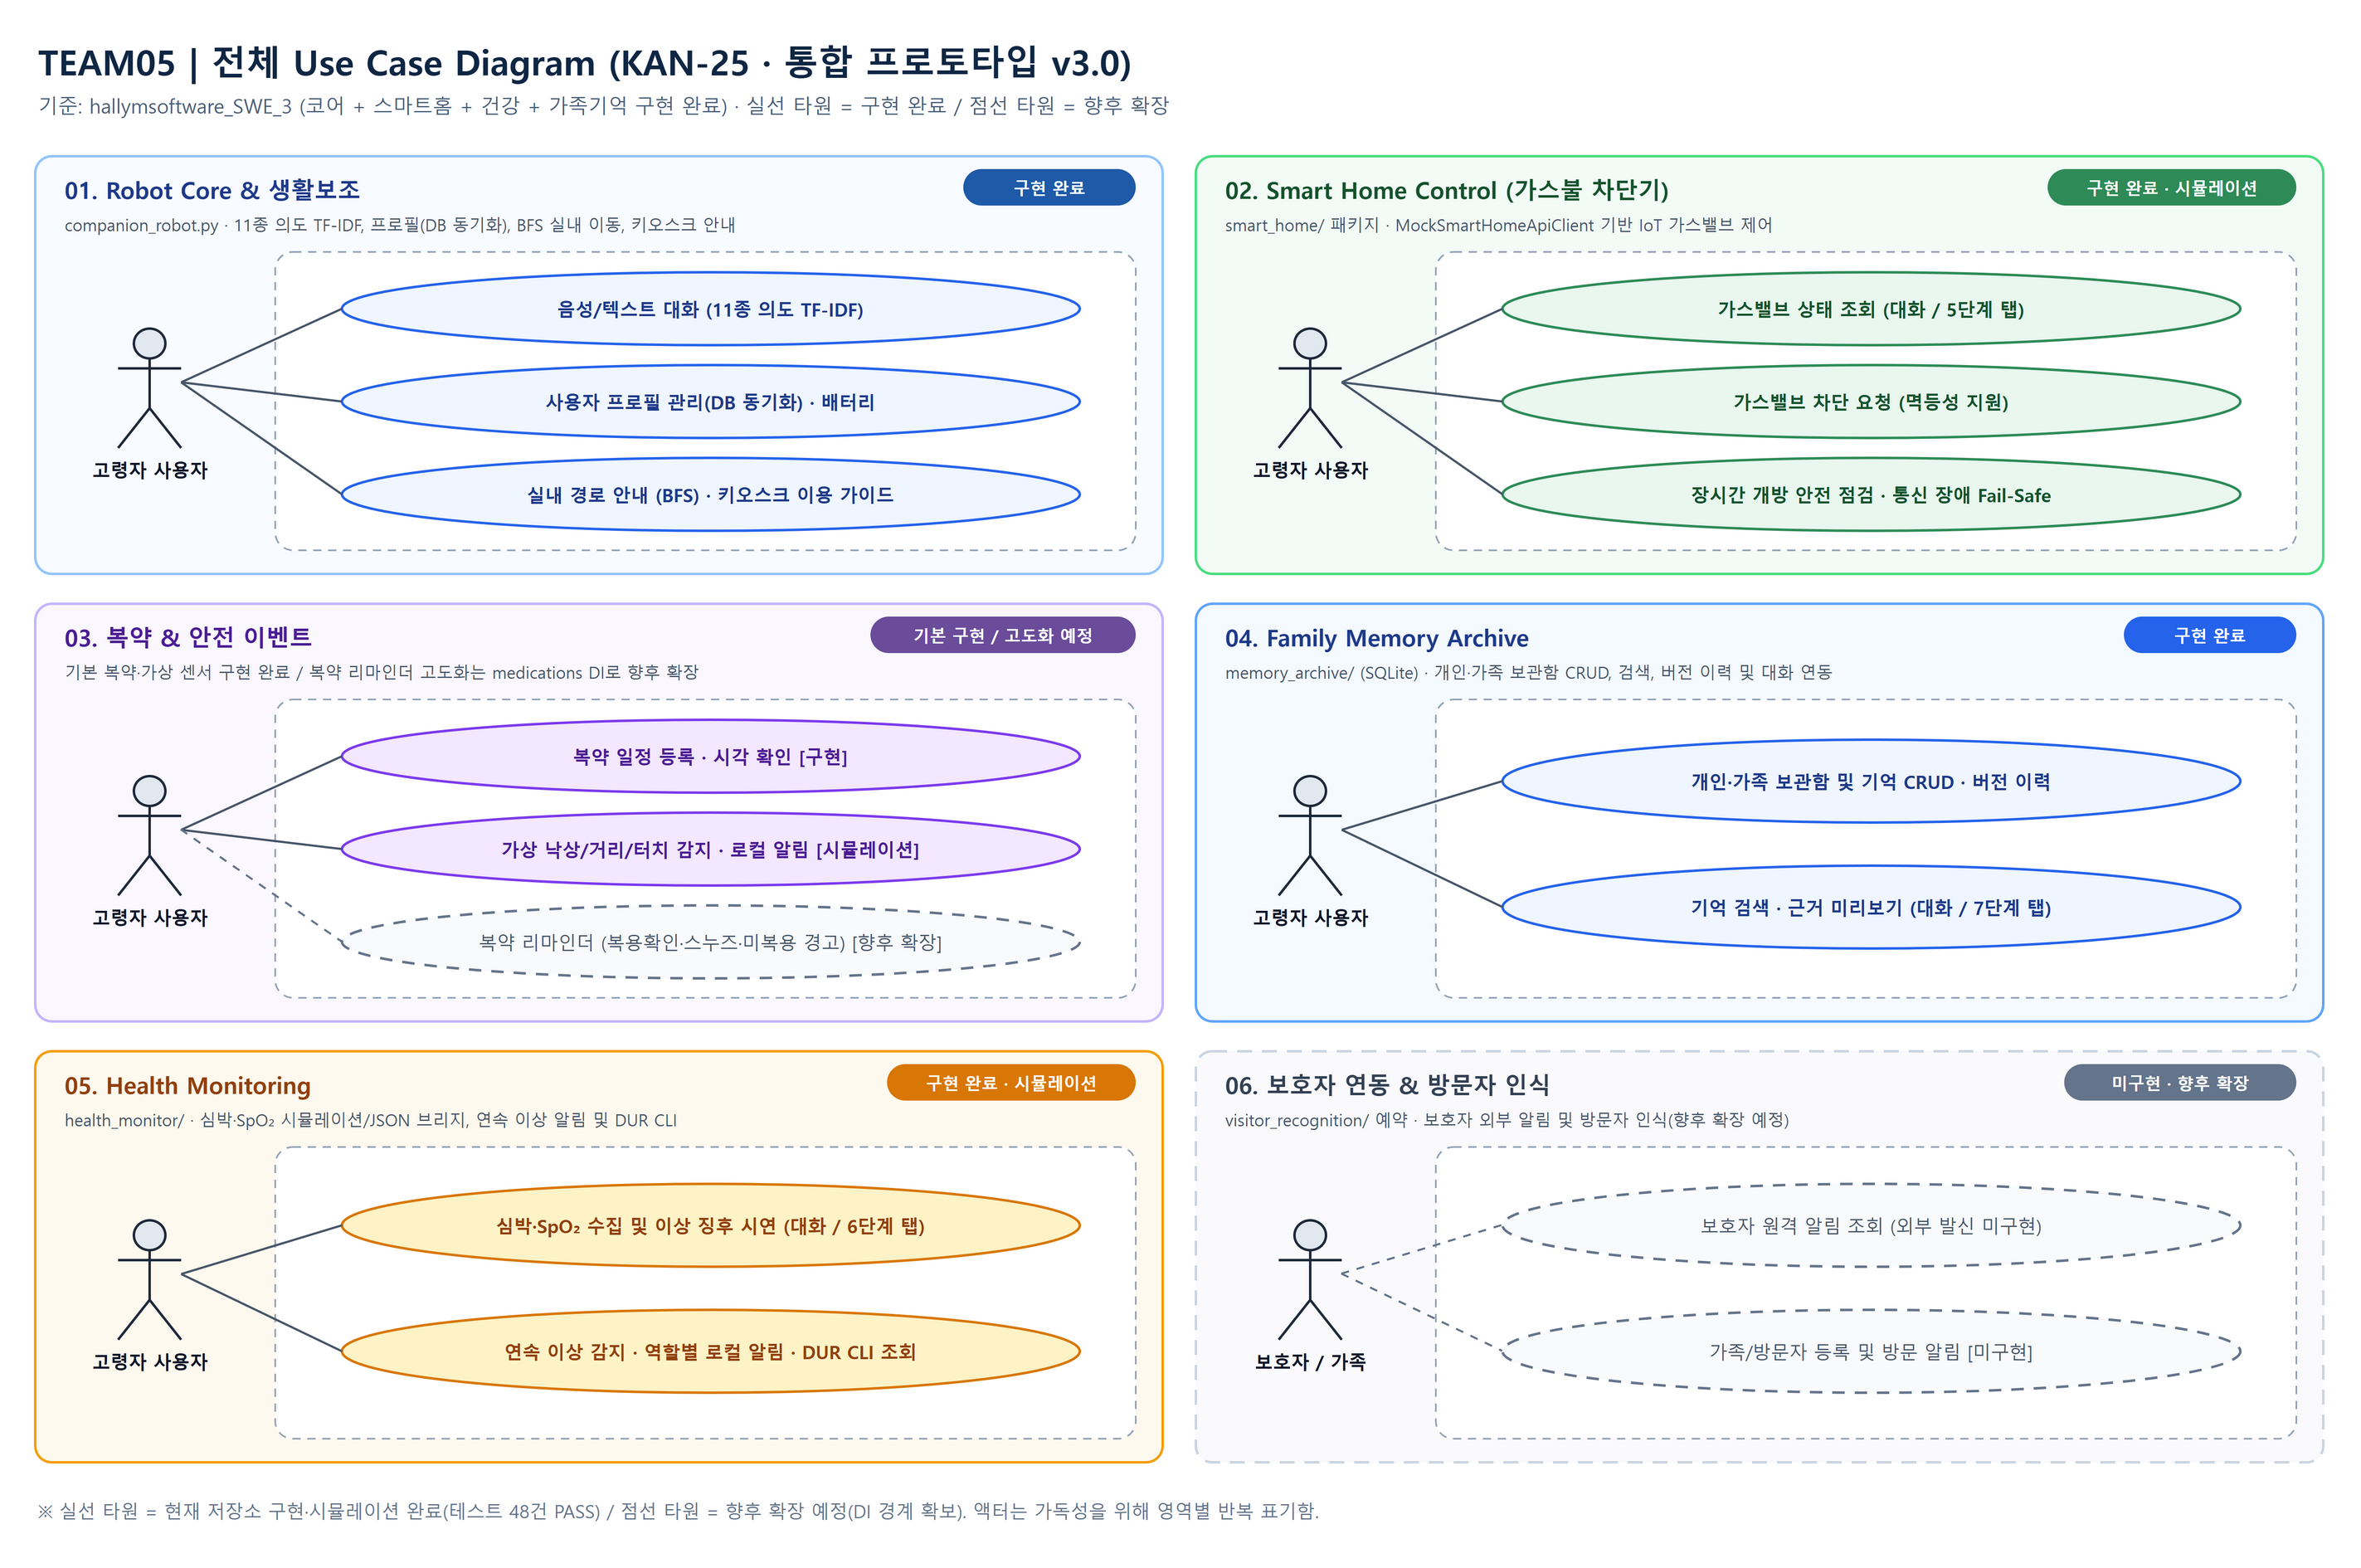 TEAM05 | 전체 Use Case Diagram (KAN-25 · 통합 프로토타입 v3.0)
기준: hallymsoftware_SWE_3 (코어 + 스마트홈 + 건강 + 가족기억 구현 완료) · 실선 타원 = 구현 완료 / 점선 타원 = 향후 확장
01. Robot Core & 생활보조
구현 완료
companion_robot.py · 11종 의도 TF-IDF, 프로필(DB 동기화), BFS 실내 이동, 키오스크 안내
음성/텍스트 대화 (11종 의도 TF-IDF)
사용자 프로필 관리(DB 동기화) · 배터리
실내 경로 안내 (BFS) · 키오스크 이용 가이드
고령자 사용자
02. Smart Home Control (가스불 차단기)
구현 완료 · 시뮬레이션
smart_home/ 패키지 · MockSmartHomeApiClient 기반 IoT 가스밸브 제어
가스밸브 상태 조회 (대화 / 5단계 탭)
가스밸브 차단 요청 (멱등성 지원)
장시간 개방 안전 점검 · 통신 장애 Fail-Safe
고령자 사용자
03. 복약 & 안전 이벤트
기본 구현 / 고도화 예정
기본 복약·가상 센서 구현 완료 / 복약 리마인더 고도화는 medications DI로 향후 확장
복약 일정 등록 · 시각 확인 [구현]
가상 낙상/거리/터치 감지 · 로컬 알림 [시뮬레이션]
복약 리마인더 (복용확인·스누즈·미복용 경고) [향후 확장]
고령자 사용자
04. Family Memory Archive
구현 완료
memory_archive/ (SQLite) · 개인·가족 보관함 CRUD, 검색, 버전 이력 및 대화 연동
개인·가족 보관함 및 기억 CRUD · 버전 이력
기억 검색 · 근거 미리보기 (대화 / 7단계 탭)
고령자 사용자
05. Health Monitoring
구현 완료 · 시뮬레이션
health_monitor/ · 심박·SpO₂ 시뮬레이션/JSON 브리지, 연속 이상 알림 및 DUR CLI
심박·SpO₂ 수집 및 이상 징후 시연 (대화 / 6단계 탭)
연속 이상 감지 · 역할별 로컬 알림 · DUR CLI 조회
고령자 사용자
06. 보호자 연동 & 방문자 인식
미구현 · 향후 확장
visitor_recognition/ 예약 · 보호자 외부 알림 및 방문자 인식(향후 확장 예정)
보호자 원격 알림 조회 (외부 발신 미구현)
가족/방문자 등록 및 방문 알림 [미구현]
보호자 / 가족
※ 실선 타원 = 현재 저장소 구현·시뮬레이션 완료(테스트 48건 PASS) / 점선 타원 = 향후 확장 예정(DI 경계 확보). 액터는 가독성을 위해 영역별 반복 표기함.